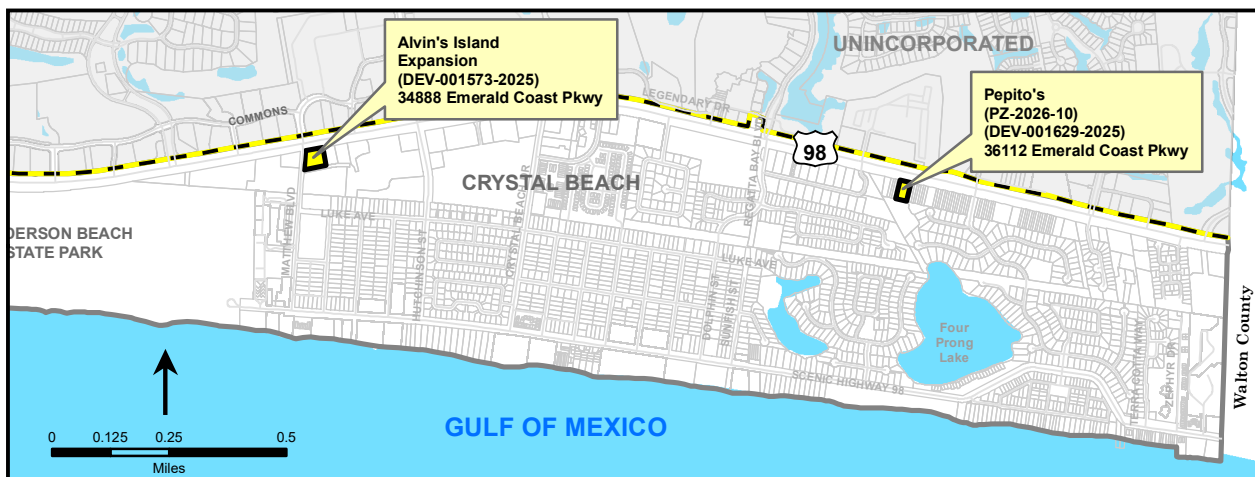 Alvin's Island
Expansion
(DEV-001573-2025)
34888 Emerald Coast Pkwy
UNINCORPORATED
Pepito's
(PZ-2026-10)
(DEV-001629-2025)
36112 Emerald Coast Pkwy
LEGENDARY DR
COMMONS
98
REGATTA BAY BLVD
CRYSTAL BEACH
CRYSTAL BEACH DR
LUKE AVE
MATTHEW BLVD
HUTCHINSON ST
DERSON BEACH
STATE PARK
LUKE AVE
DOLPHIN ST
SUNFISH ST
Four
Prong
Lake
SCENIC HIGHWAY 98
TERRA COTTA WAY
ZEPHYR DR
Walton County
GULF OF MEXICO
0 0.125 0.25 0.5
Miles